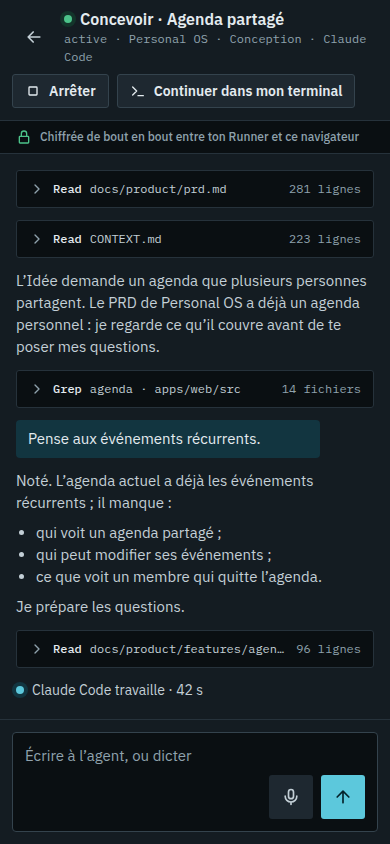 Concevoir · Agenda partagé
active · Personal OS · Conception · Claude
Code
Arrêter
Continuer dans mon terminal
Chiffrée de bout en bout entre ton Runner et ce navigateur
Read docs/product/prd.md 281 lignes
Read CONTEXT.md 223 lignes
L’Idée demande un agenda que plusieurs personnes
partagent. Le PRD de Personal OS a déjà un agenda
personnel : je regarde ce qu’il couvre avant de te
poser mes questions.
Grep agenda · apps/web/src 14 fichiers
Pense aux événements récurrents.
Noté. L’agenda actuel a déjà les événements
récurrents ; il manque :
• qui voit un agenda partagé ;
• qui peut modifier ses événements ;
• ce que voit un membre qui quitte l’agenda.
Je prépare les questions.
Read docs/product/features/agen… 96 lignes
Claude Code travaille · 42 s
Écrire à l’agent, ou dicter